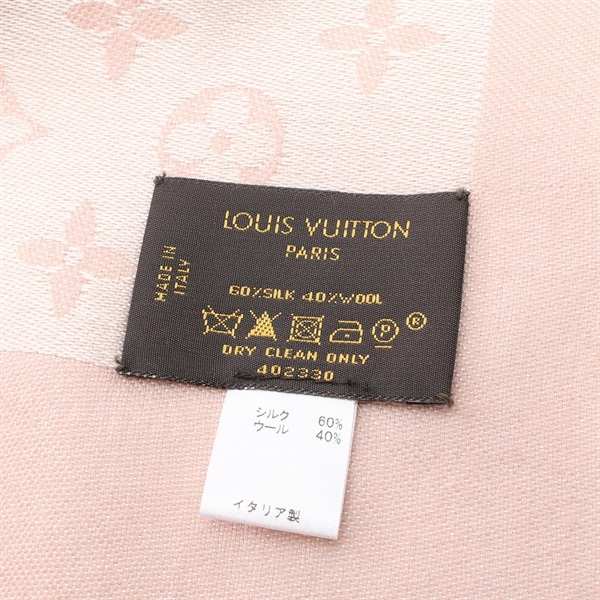 LOUIS VUITTON
PARIS
MADE IN
ITALY
60%SILK 40%WOOL
P ®
DRY CLEAN ONLY
402330
シルク 60%
ウール 40%
イタリア製